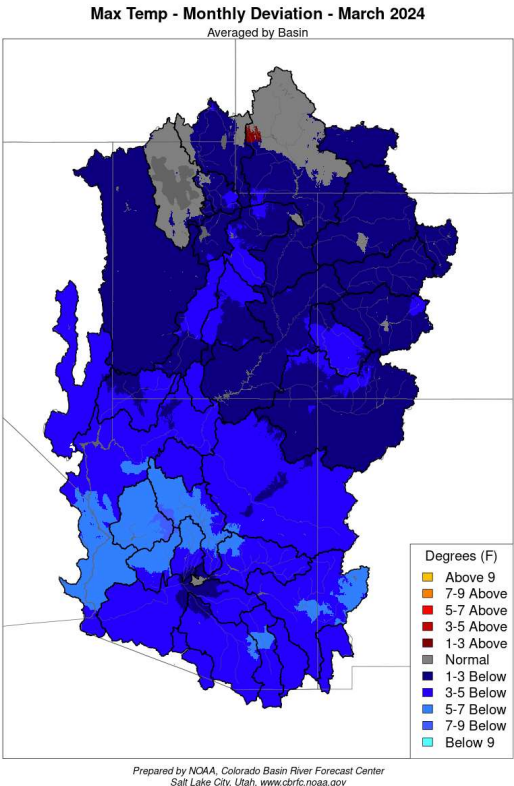 Max Temp - Monthly Deviation - March 2024
Averaged by Basin
Degrees (F)
Above 9
7-9 Above
5-7 Above
3-5 Above
1-3 Above
Normal
1-3 Below
3-5 Below
5-7 Below
7-9 Below
Below 9
Prepared by NOAA, Colorado Basin River Forecast Center
Salt Lake City, Utah, www.cbrfc.noaa.gov